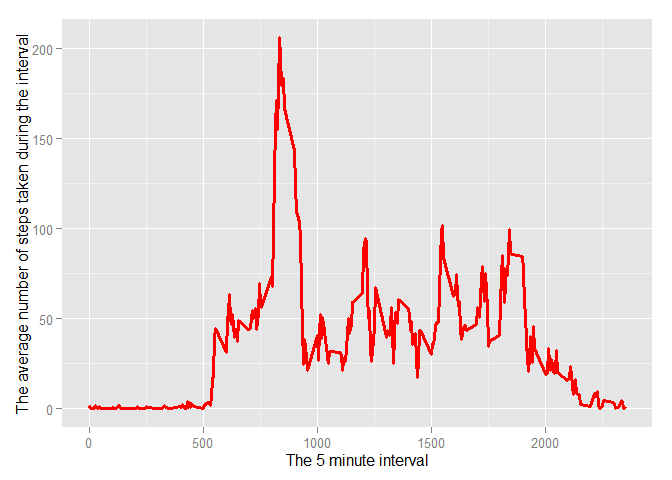 The average number of steps taken during the interval
200
150
100
50
0
0 500 1000 1500 2000
The 5 minute interval